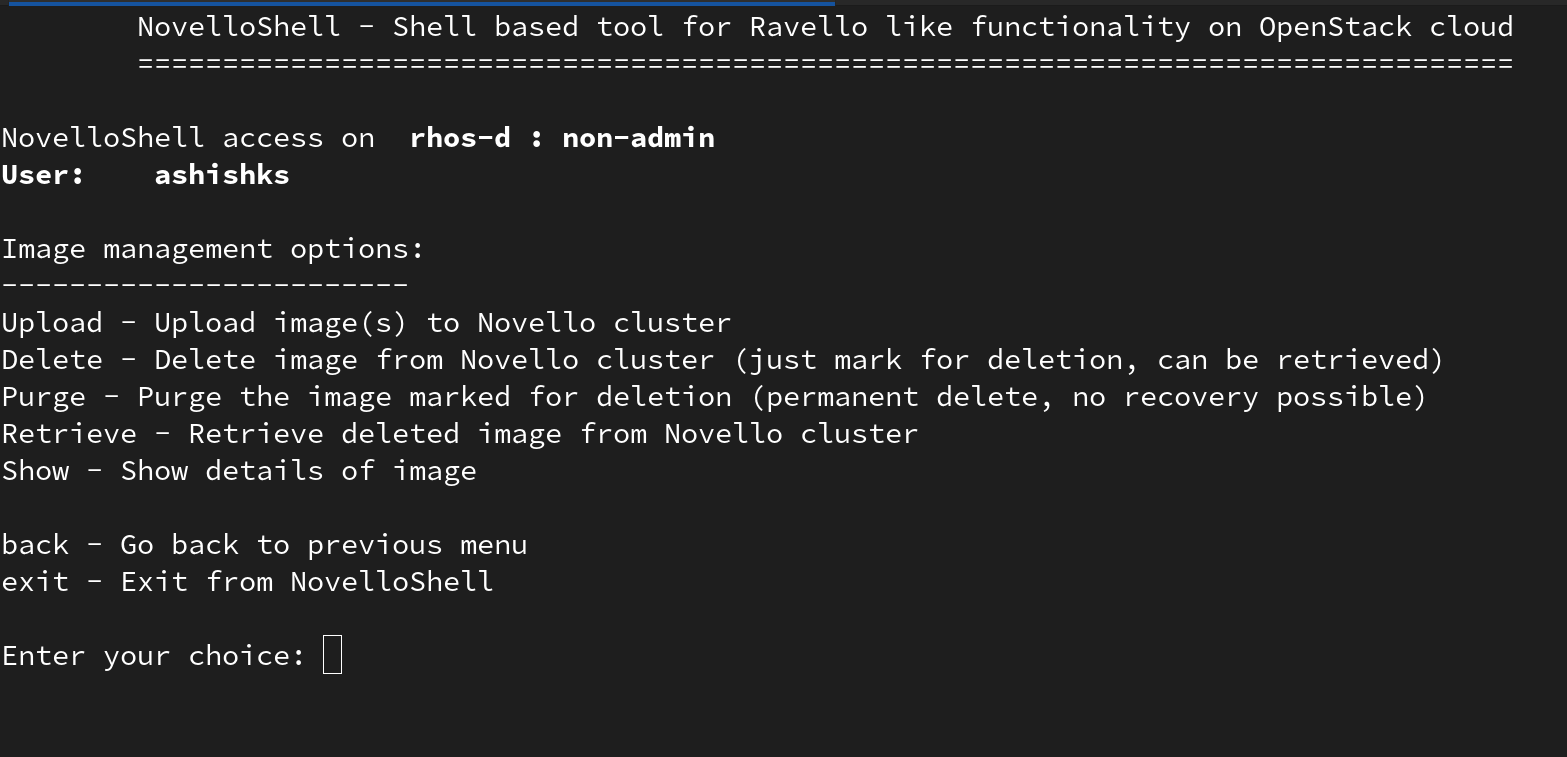 NovelloShell - Shell based tool for Ravello like functionality on OpenStack cloud
=================================================================================
NovelloShell access on  rhos-d : non-admin
User:    ashishks
Image management options:
------------------------
Upload - Upload image(s) to Novello cluster
Delete - Delete image from Novello cluster (just mark for deletion, can be retrieved)
Purge - Purge the image marked for deletion (permanent delete, no recovery possible)
Retrieve - Retrieve deleted image from Novello cluster
Show - Show details of image
back - Go back to previous menu
exit - Exit from NovelloShell
Enter your choice: